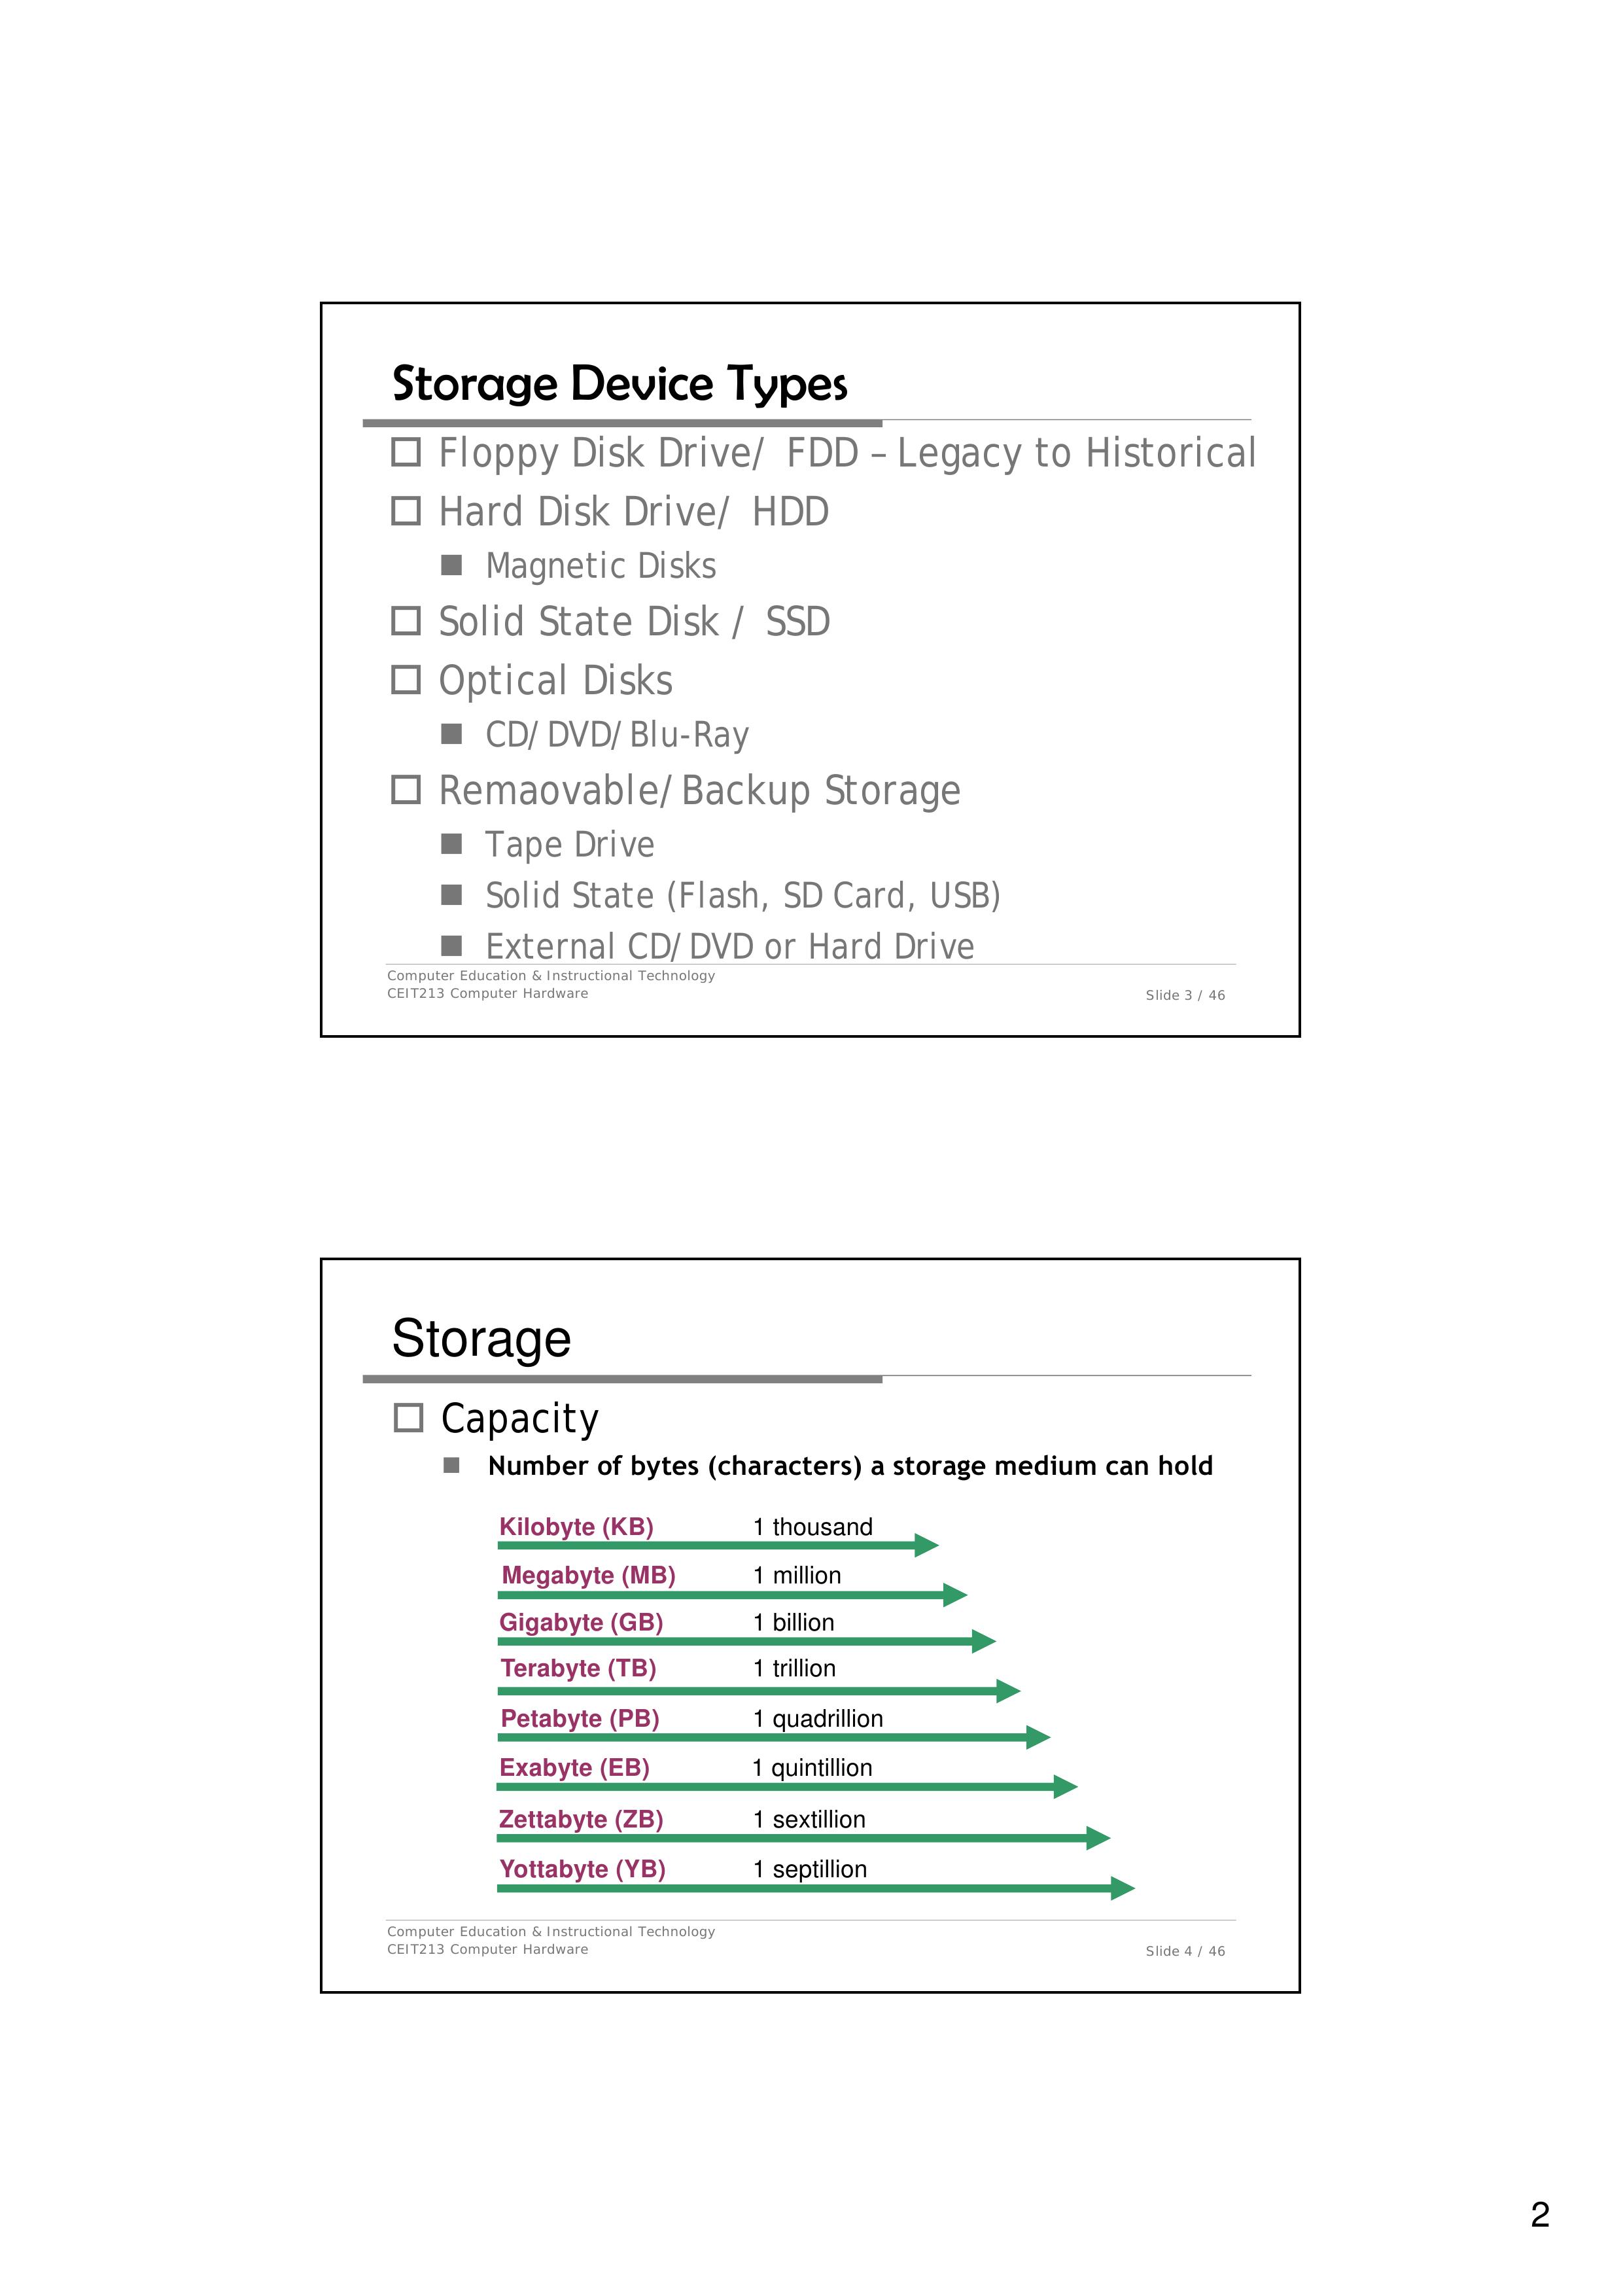 Storage Device Types
Floppy Disk Drive/ FDD – Legacy to Historical
Hard Disk Drive/ HDD
Magnetic Disks
Solid State Disk / SSD
Optical Disks
CD/DVD/Blu-Ray
Remaovable/Backup Storage
Tape Drive
Solid State (Flash, SD Card, USB)
External CD/DVD or Hard Drive
Computer Education & Instructional Technology
CEIT213 Computer Hardware
Slide 3 / 46
Storage
Capacity
Number of bytes (characters) a storage medium can hold
Kilobyte (KB) 1 thousand
Megabyte (MB) 1 million
Gigabyte (GB) 1 billion
Terabyte (TB) 1 trillion
Petabyte (PB) 1 quadrillion
Exabyte (EB) 1 quintillion
Zettabyte (ZB) 1 sextillion
Yottabyte (YB) 1 septillion
Computer Education & Instructional Technology
CEIT213 Computer Hardware
Slide 4 / 46
2